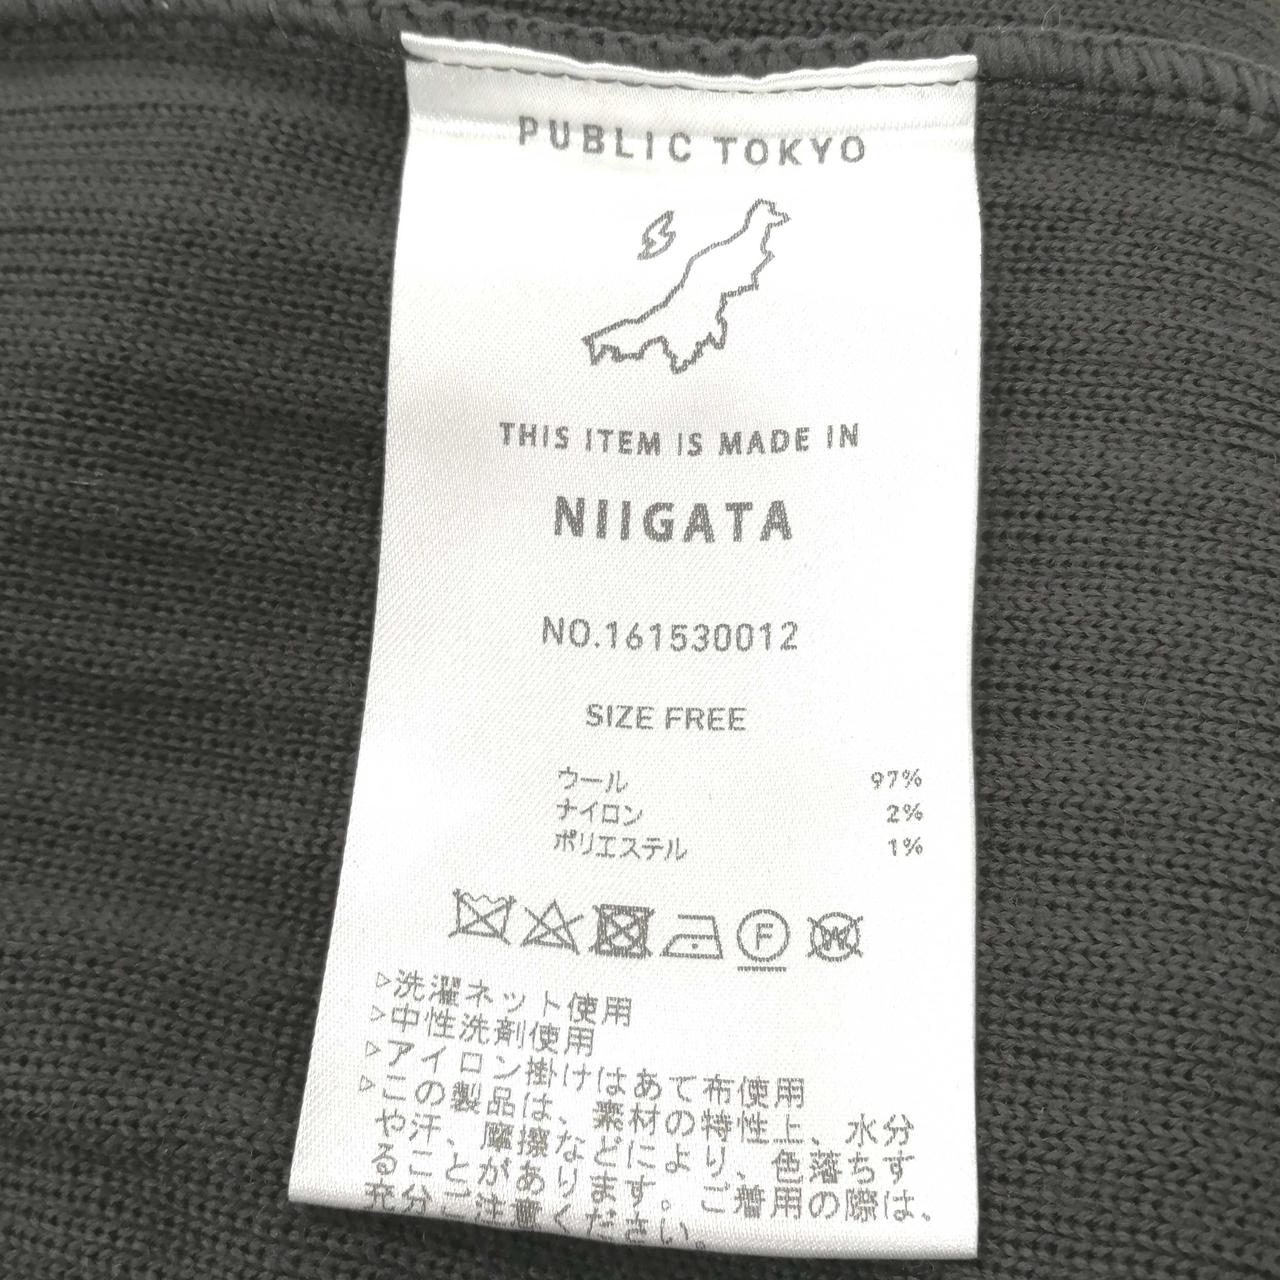 PUBLIC TOKYO
THIS ITEM IS MADE IN
NIIGATA
NO.161530012
SIZE FREE
ウール 97%
ナイロン 2%
ポリエステル 1%
F
W
▷洗濯ネット使用
▷中性洗剤使用
▷アイロン掛けはあて布使用
▷この製品は、素材の特性上、水分
や汗、摩擦などにより、色落ちす
ることがあります。ご着用の際は、
充分ご注意ください。